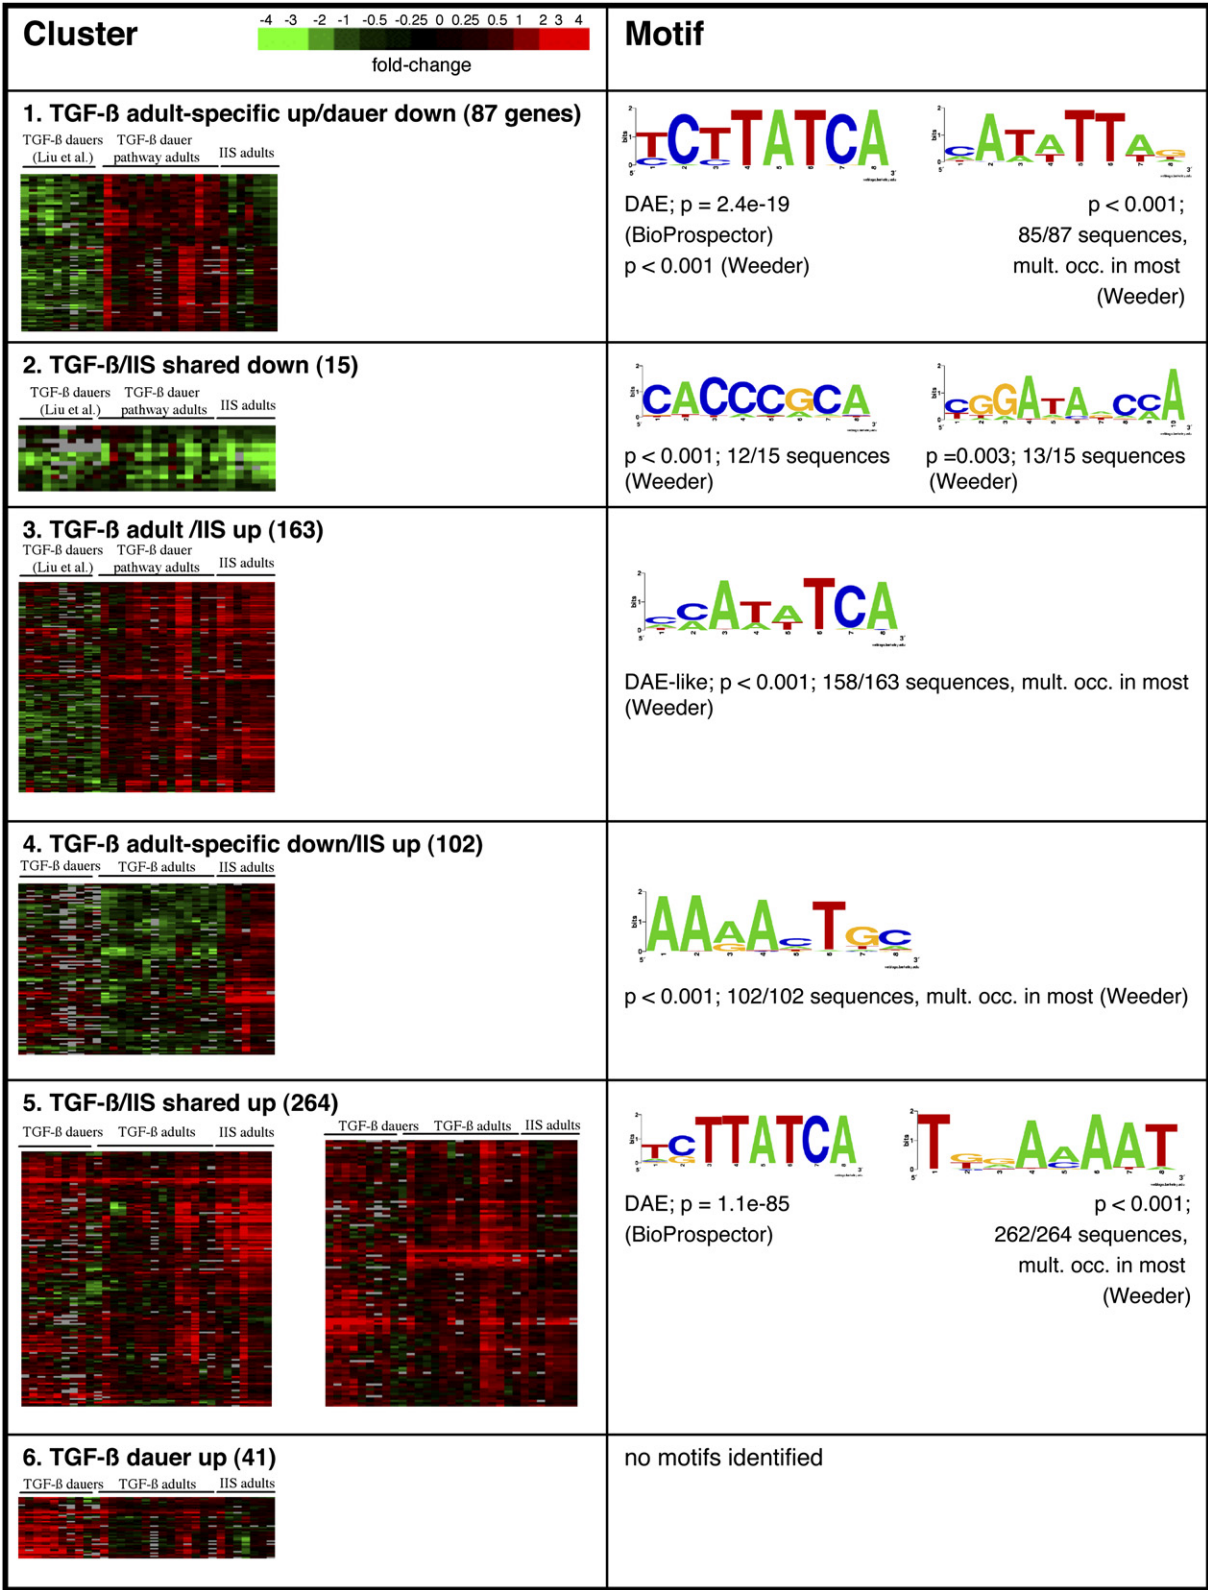 Cluster
-4 -3 -2 -1 -0.5 -0.25 0 0.25 0.5 1 2 3 4
fold-change
Motif
1. TGF-ß adult-specific up/dauer down (87 genes)
TGF-ß dauers
(Liu et al.)
TGF-ß dauer
pathway adults
IIS adults
TCTTATCA
CATATTAG
DAE; p = 2.4e-19
(BioProspector)
p < 0.001 (Weeder)
p < 0.001;
85/87 sequences,
mult. occ. in most
(Weeder)
2. TGF-ß/IIS shared down (15)
TGF-ß dauers
(Liu et al.)
TGF-ß dauer
pathway adults
IIS adults
CACCCGCA
p < 0.001; 12/15 sequences
(Weeder)
p =0.003; 13/15 sequences
(Weeder)
3. TGF-ß adult /IIS up (163)
TGF-ß dauers
(Liu et al.)
TGF-ß dauer
pathway adults
IIS adults
CCATATCA
DAE-like; p < 0.001; 158/163 sequences, mult. occ. in most
(Weeder)
4. TGF-ß adult-specific down/IIS up (102)
TGF-ß dauers
TGF-ß adults
IIS adults
AAAACTGC
p < 0.001; 102/102 sequences, mult. occ. in most (Weeder)
5. TGF-ß/IIS shared up (264)
TGF-ß dauers
TGF-ß adults
IIS adults
TGF-ß dauers
TGF-ß adults
IIS adults
TCTTATCA
TGGAAAAT
DAE; p = 1.1e-85
(BioProspector)
p < 0.001;
262/264 sequences,
mult. occ. in most
(Weeder)
6. TGF-ß dauer up (41)
TGF-ß dauers
TGF-ß adults
IIS adults
no motifs identified